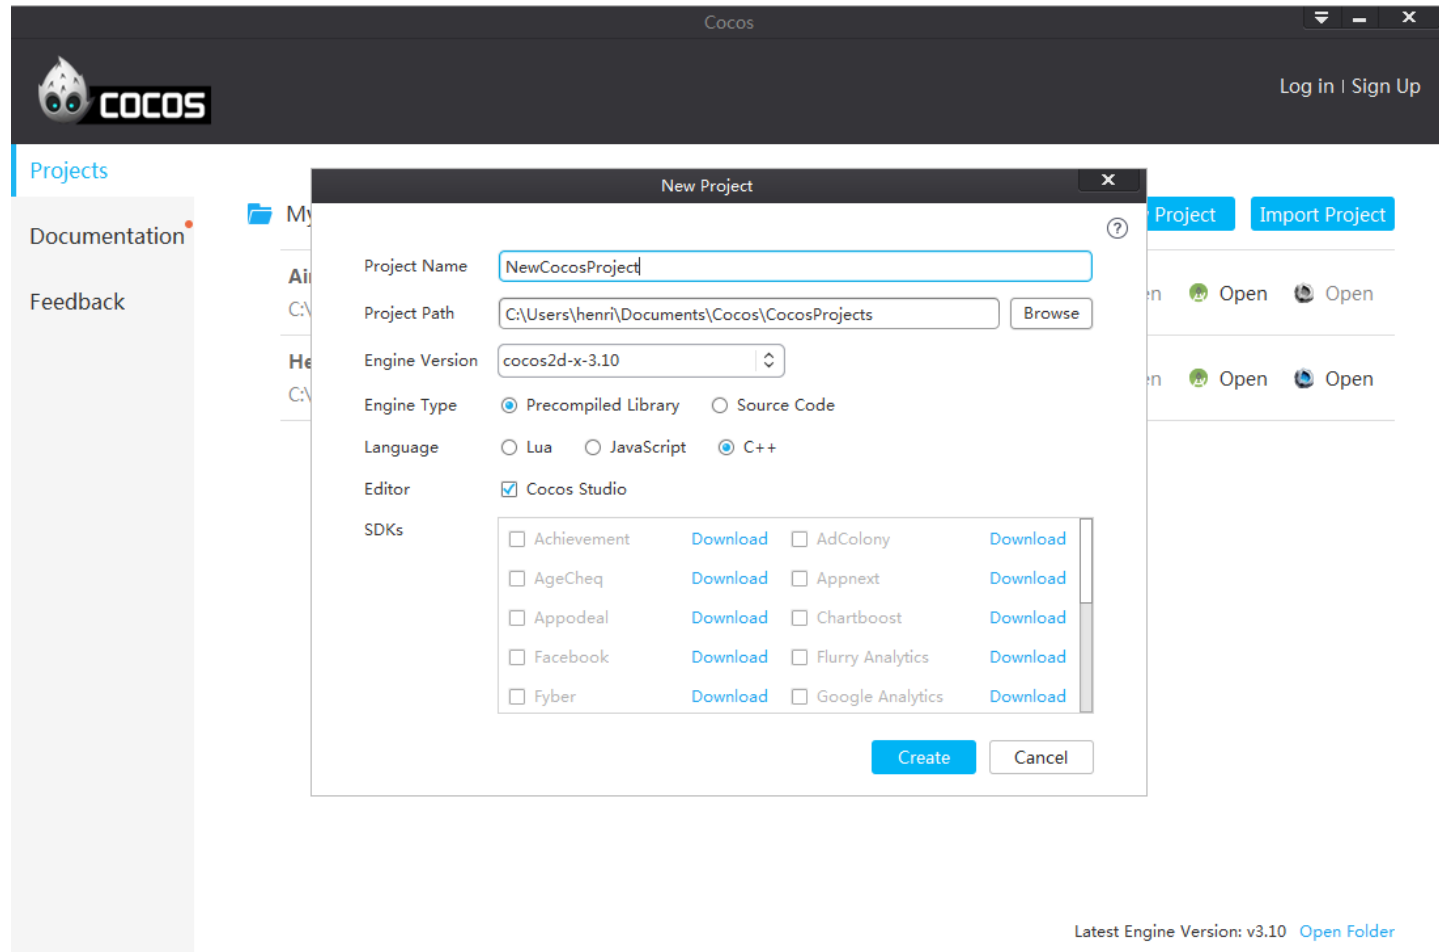 Cocos
COCOS
Log in | Sign Up
Projects
Documentation
Feedback
My
Project
Import Project
Open
Open
C:\
Open
Open
C:\
New Project
Project Name
NewCocosProject
Project Path
C:\Users\henri\Documents\Cocos\CocosProjects
Browse
Engine Version
cocos2d-x-3.10
Engine Type
Precompiled Library
Source Code
Language
Lua
JavaScript
C++
Editor
Cocos Studio
SDKs
Achievement Download AdColony Download
AgeCheq Download Appnext Download
Appodeal Download Chartboost Download
Facebook Download Flurry Analytics Download
Fyber Download Google Analytics Download
Create
Cancel
Latest Engine Version: v3.10 Open Folder